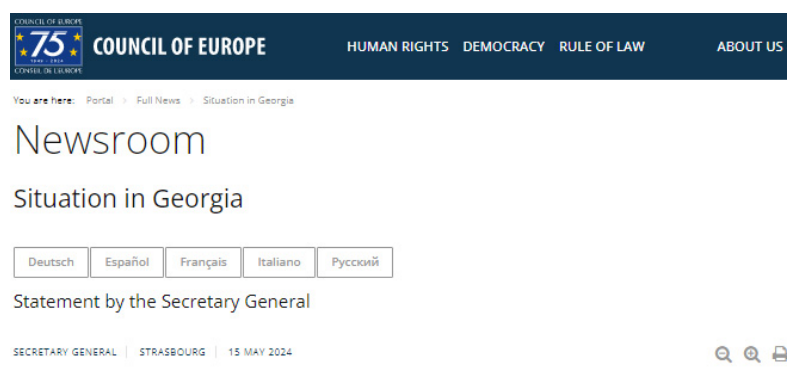 COUNCIL OF EUROPE
75
1949 - 2024
CONSEIL DE L'EUROPE
COUNCIL OF EUROPE HUMAN RIGHTS DEMOCRACY RULE OF LAW ABOUT US
You are here: Portal > Full News > Situation in Georgia
Newsroom
Situation in Georgia
Deutsch Español Français Italiano Русский
Statement by the Secretary General
SECRETARY GENERAL | STRASBOURG | 15 MAY 2024